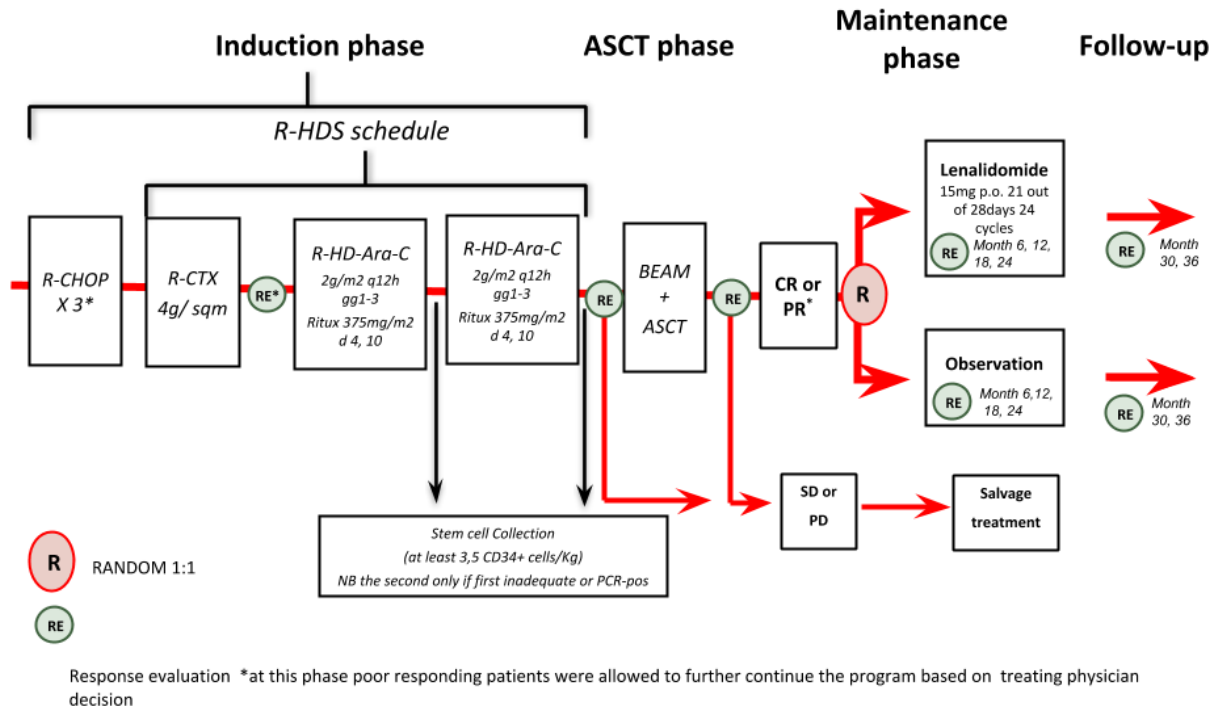 Induction phase
ASCT phase
Maintenance
phase
Follow-up
R-HDS schedule
R-CHOP
X 3*
R-CTX
4g/ sqm
RE*
R-HD-Ara-C
2g/m2 q12h
gg1-3
Ritux 375mg/m2
d 4, 10
R-HD-Ara-C
2g/m2 q12h
gg1-3
Ritux 375mg/m2
d 4, 10
RE
BEAM
+
ASCT
RE
CR or
PR*
R
Lenalidomide
15mg p.o. 21 out
of 28days 24
cycles
RE
Month 6, 12,
18, 24
RE
Month
30, 36
Observation
RE
Month 6,12,
18, 24
RE
Month
30, 36
SD or
PD
Salvage
treatment
Stem cell Collection
(at least 3,5 CD34+ cells/Kg)
NB the second only if first inadequate or PCR-pos
R
RANDOM 1:1
RE
Response evaluation *at this phase poor responding patients were allowed to further continue the program based on treating physician
decision